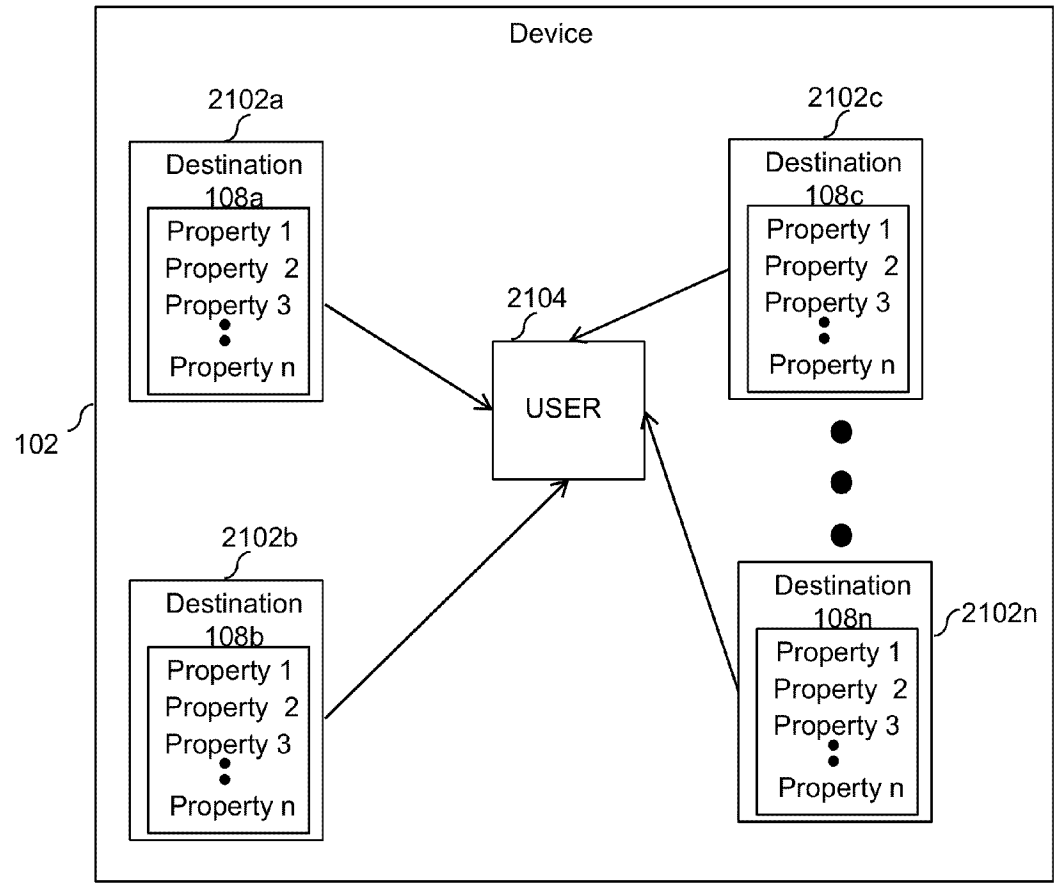 Device
2102a
Destination
108a
Property 1
Property 2
Property 3
Property n
2102c
Destination
108c
Property 1
Property 2
Property 3
Property n
2104
USER
102
2102b
Destination
108b
Property 1
Property 2
Property 3
Property n
2102n
Destination
108n
Property 1
Property 2
Property 3
Property n